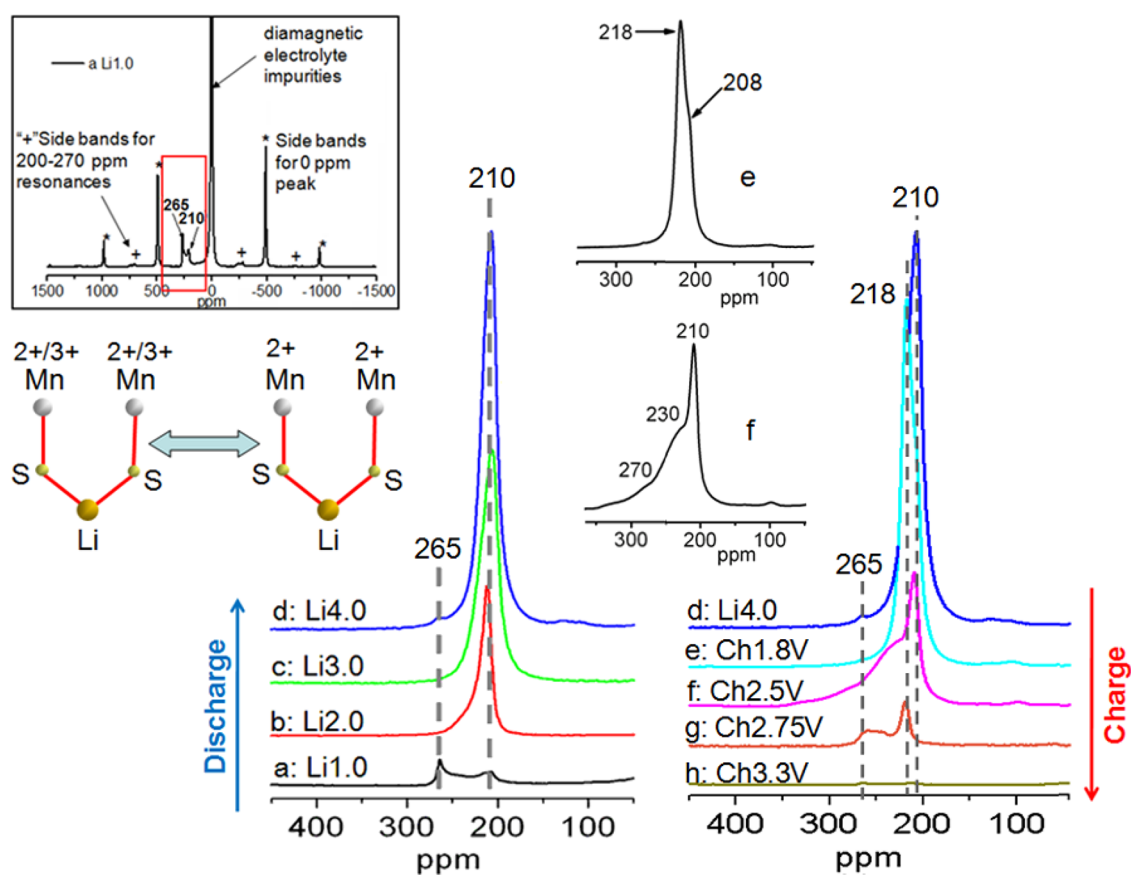 a Li1.0
diamagnetic
electrolyte
impurities
"+"Side bands for
200-270 ppm
resonances
* Side bands
for 0 ppm
peak
*
265
210
*
+
+
+
*
1500 1000 500 0 -500 -1000 -1500
ppm
2+/3+ 2+/3+
Mn Mn
S S
Li
2+ 2+
Mn Mn
S S
Li
210
265
d: Li4.0
c: Li3.0
b: Li2.0
a: Li1.0
Discharge
400 300 200 100
ppm
218
208
e
300 200 100
ppm
210
230
270
f
300 200 100
ppm
210
218
265
d: Li4.0
e: Ch1.8V
f: Ch2.5V
g: Ch2.75V
h: Ch3.3V
Charge
400 300 200 100
ppm